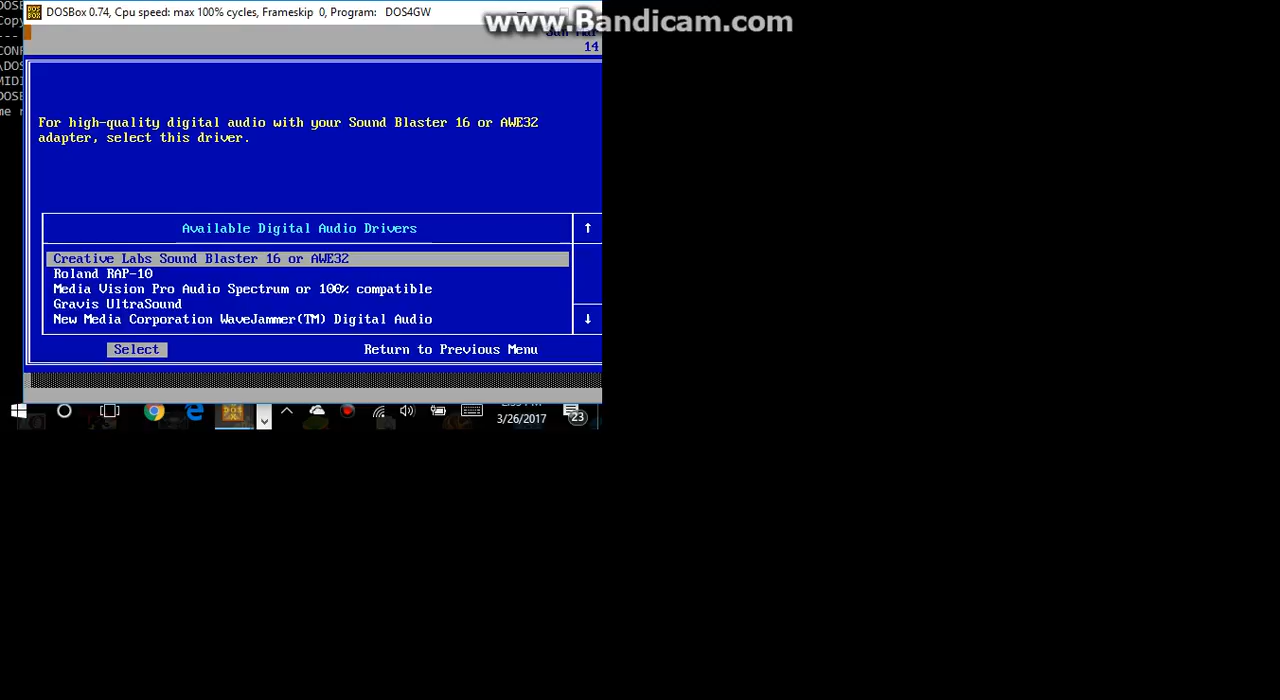 DOSBox 0.74, Cpu speed: max 100% cycles, Frameskip 0, Program: DOS4GW
www.Bandicam.com
14
For high-quality digital audio with your Sound Blaster 16 or AWE32
adapter, select this driver.
Available Digital Audio Drivers
Creative Labs Sound Blaster 16 or AWE32
Roland RAP-10
Media Vision Pro Audio Spectrum or 100% compatible
Gravis UltraSound
New Media Corporation WaveJammer(TM) Digital Audio
Select
Return to Previous Menu
3/26/2017
23